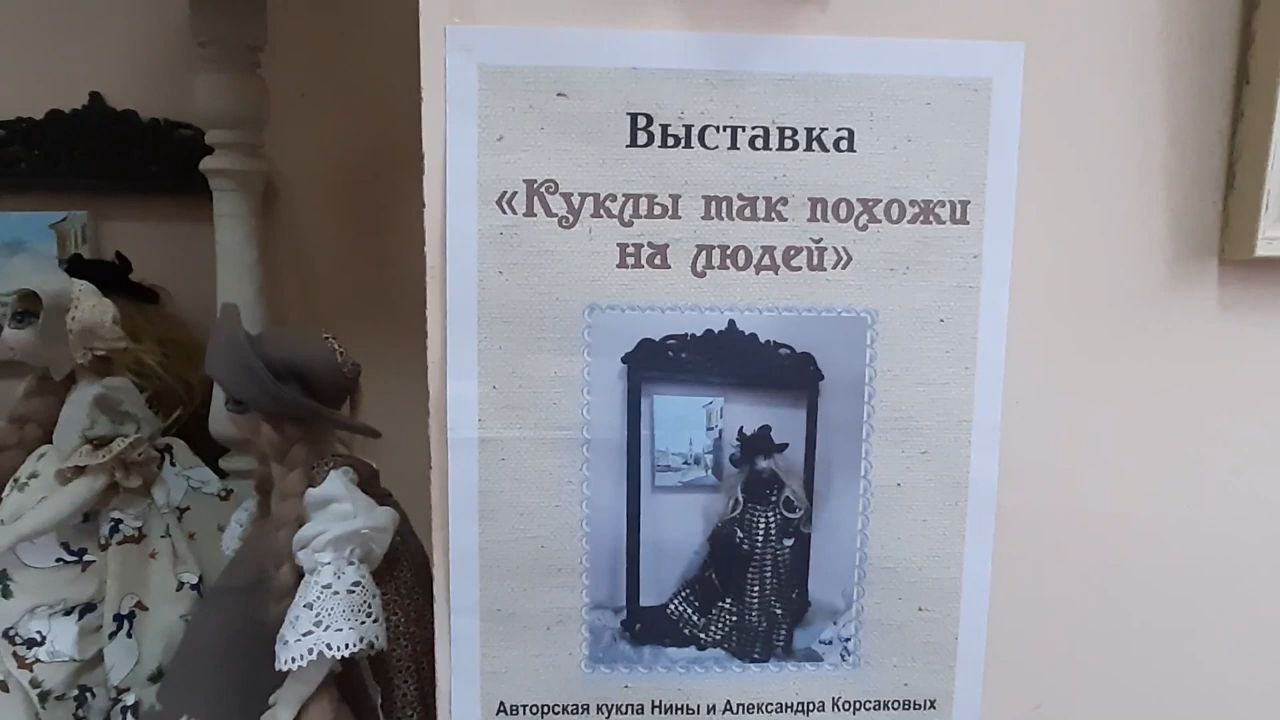 Выставка
«Куклы так похожи
на людей»
Авторская кукла Нины и Александра Корсаковых